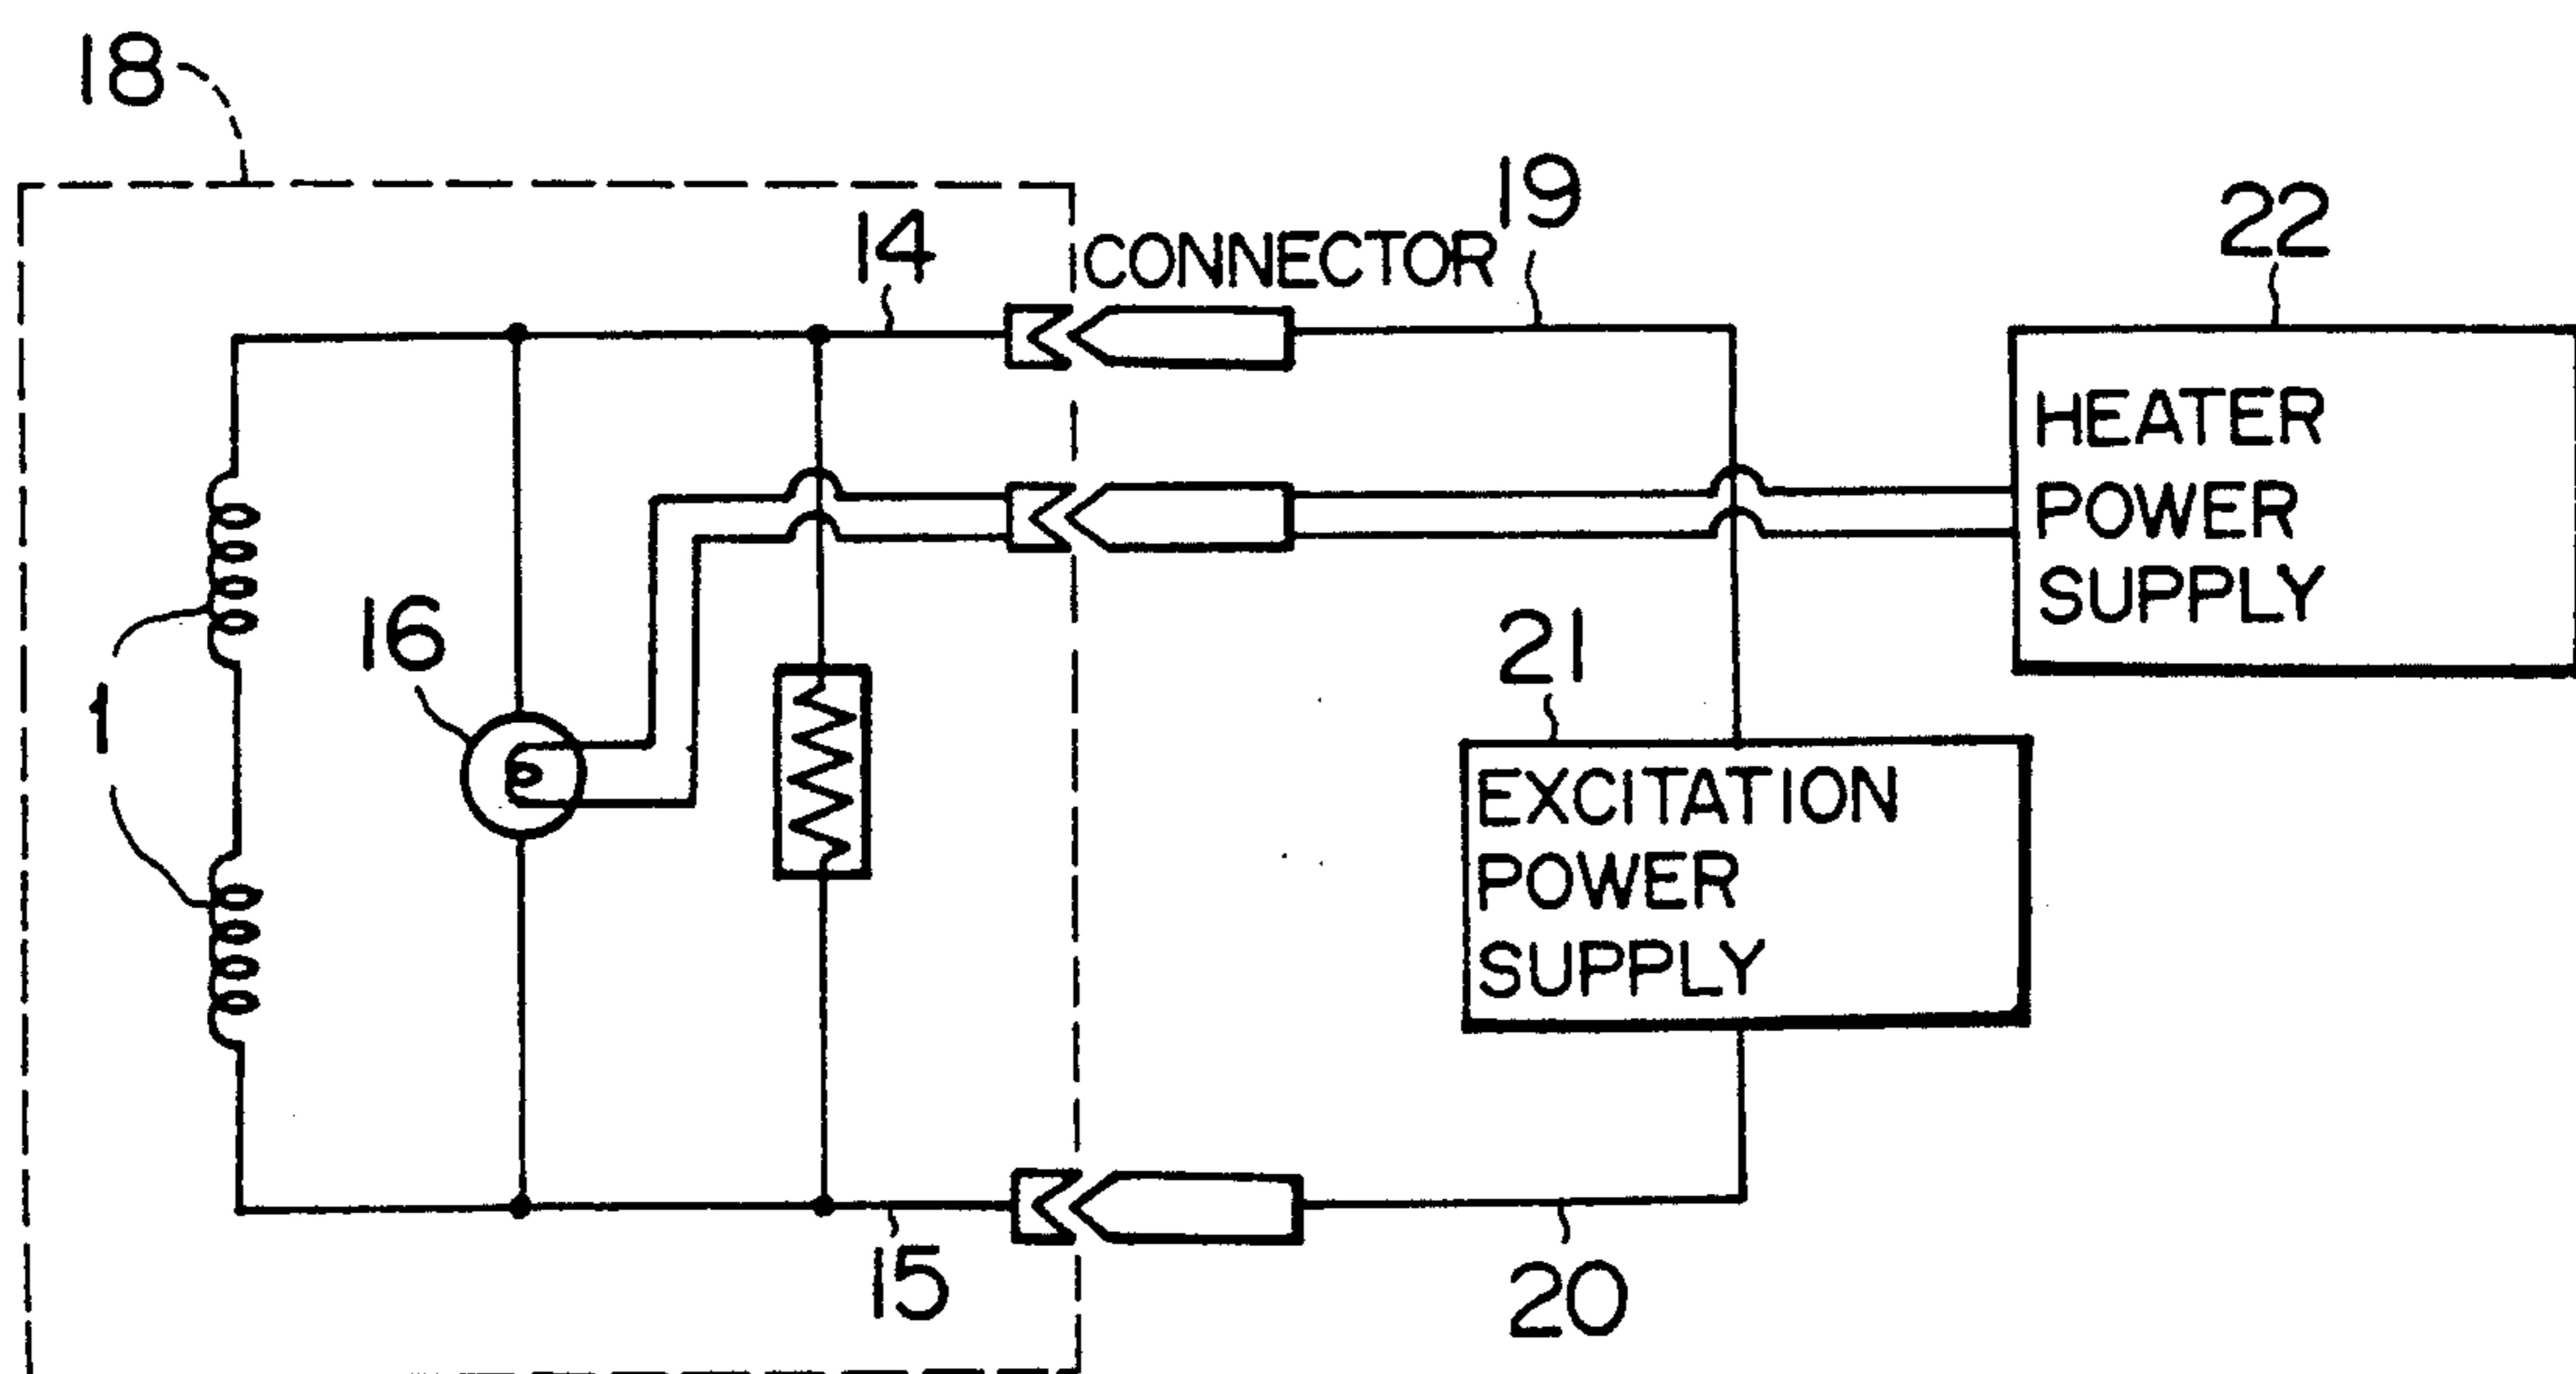 18
14
CONNECTOR
19
22
HEATER
POWER
SUPPLY
16
1
21
EXCITATION
POWER
SUPPLY
15
20